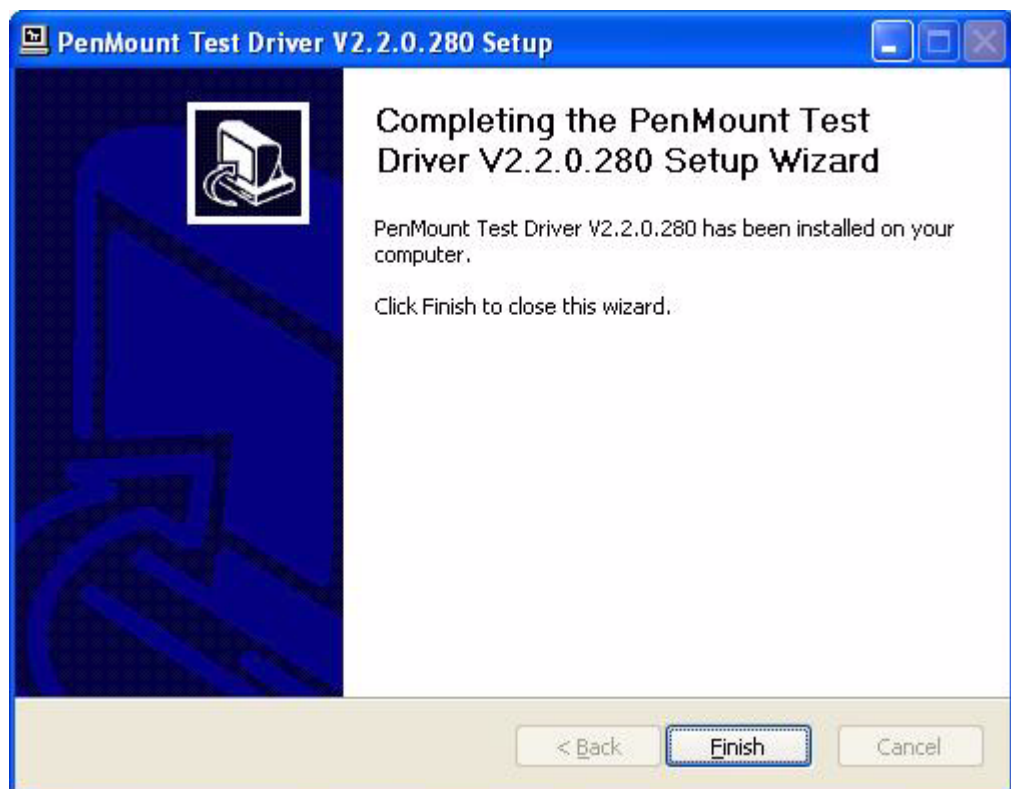 PenMount Test Driver V2.2.0.280 Setup
Completing the PenMount Test
Driver V2.2.0.280 Setup Wizard
PenMount Test Driver V2.2.0.280 has been installed on your
computer.
Click Finish to close this wizard.
< Back
Finish
Cancel